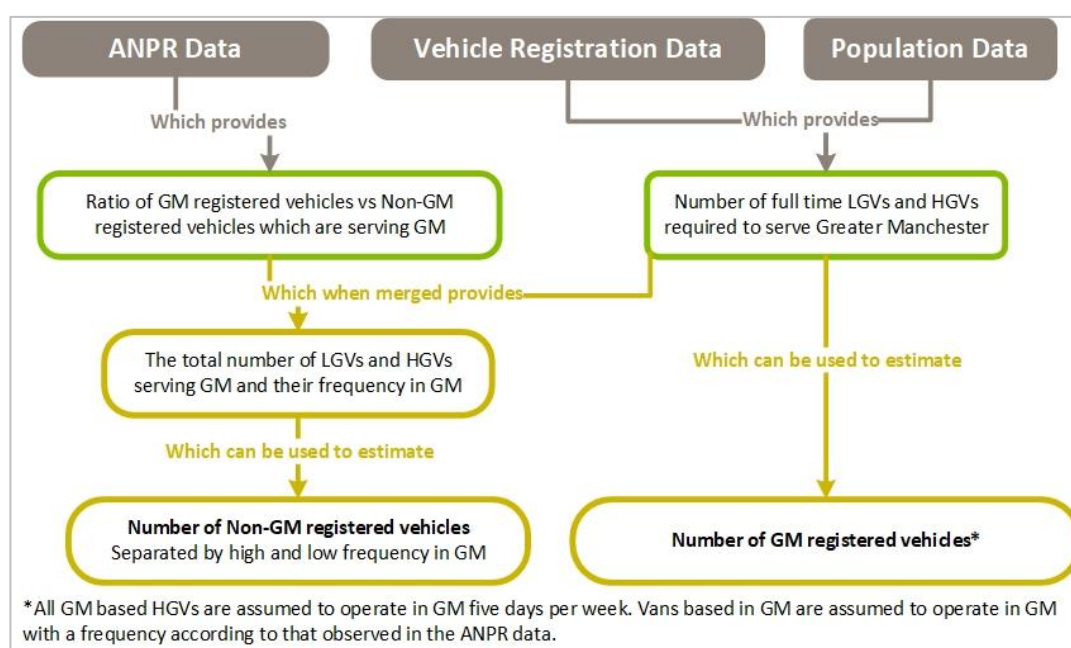 ANPR Data
Vehicle Registration Data
Population Data
Which provides
Which provides
Ratio of GM registered vehicles vs Non-GM
registered vehicles which are serving GM
Number of full time LGVs and HGVs
required to serve Greater Manchester
Which when merged provides
The total number of LGVs and HGVs
serving GM and their frequency in GM
Which can be used to estimate
Which can be used to estimate
Number of Non-GM registered vehicles
Separated by high and low frequency in GM
Number of GM registered vehicles*
*All GM based HGVs are assumed to operate in GM five days per week. Vans based in GM are assumed to operate in GM
with a frequency according to that observed in the ANPR data.